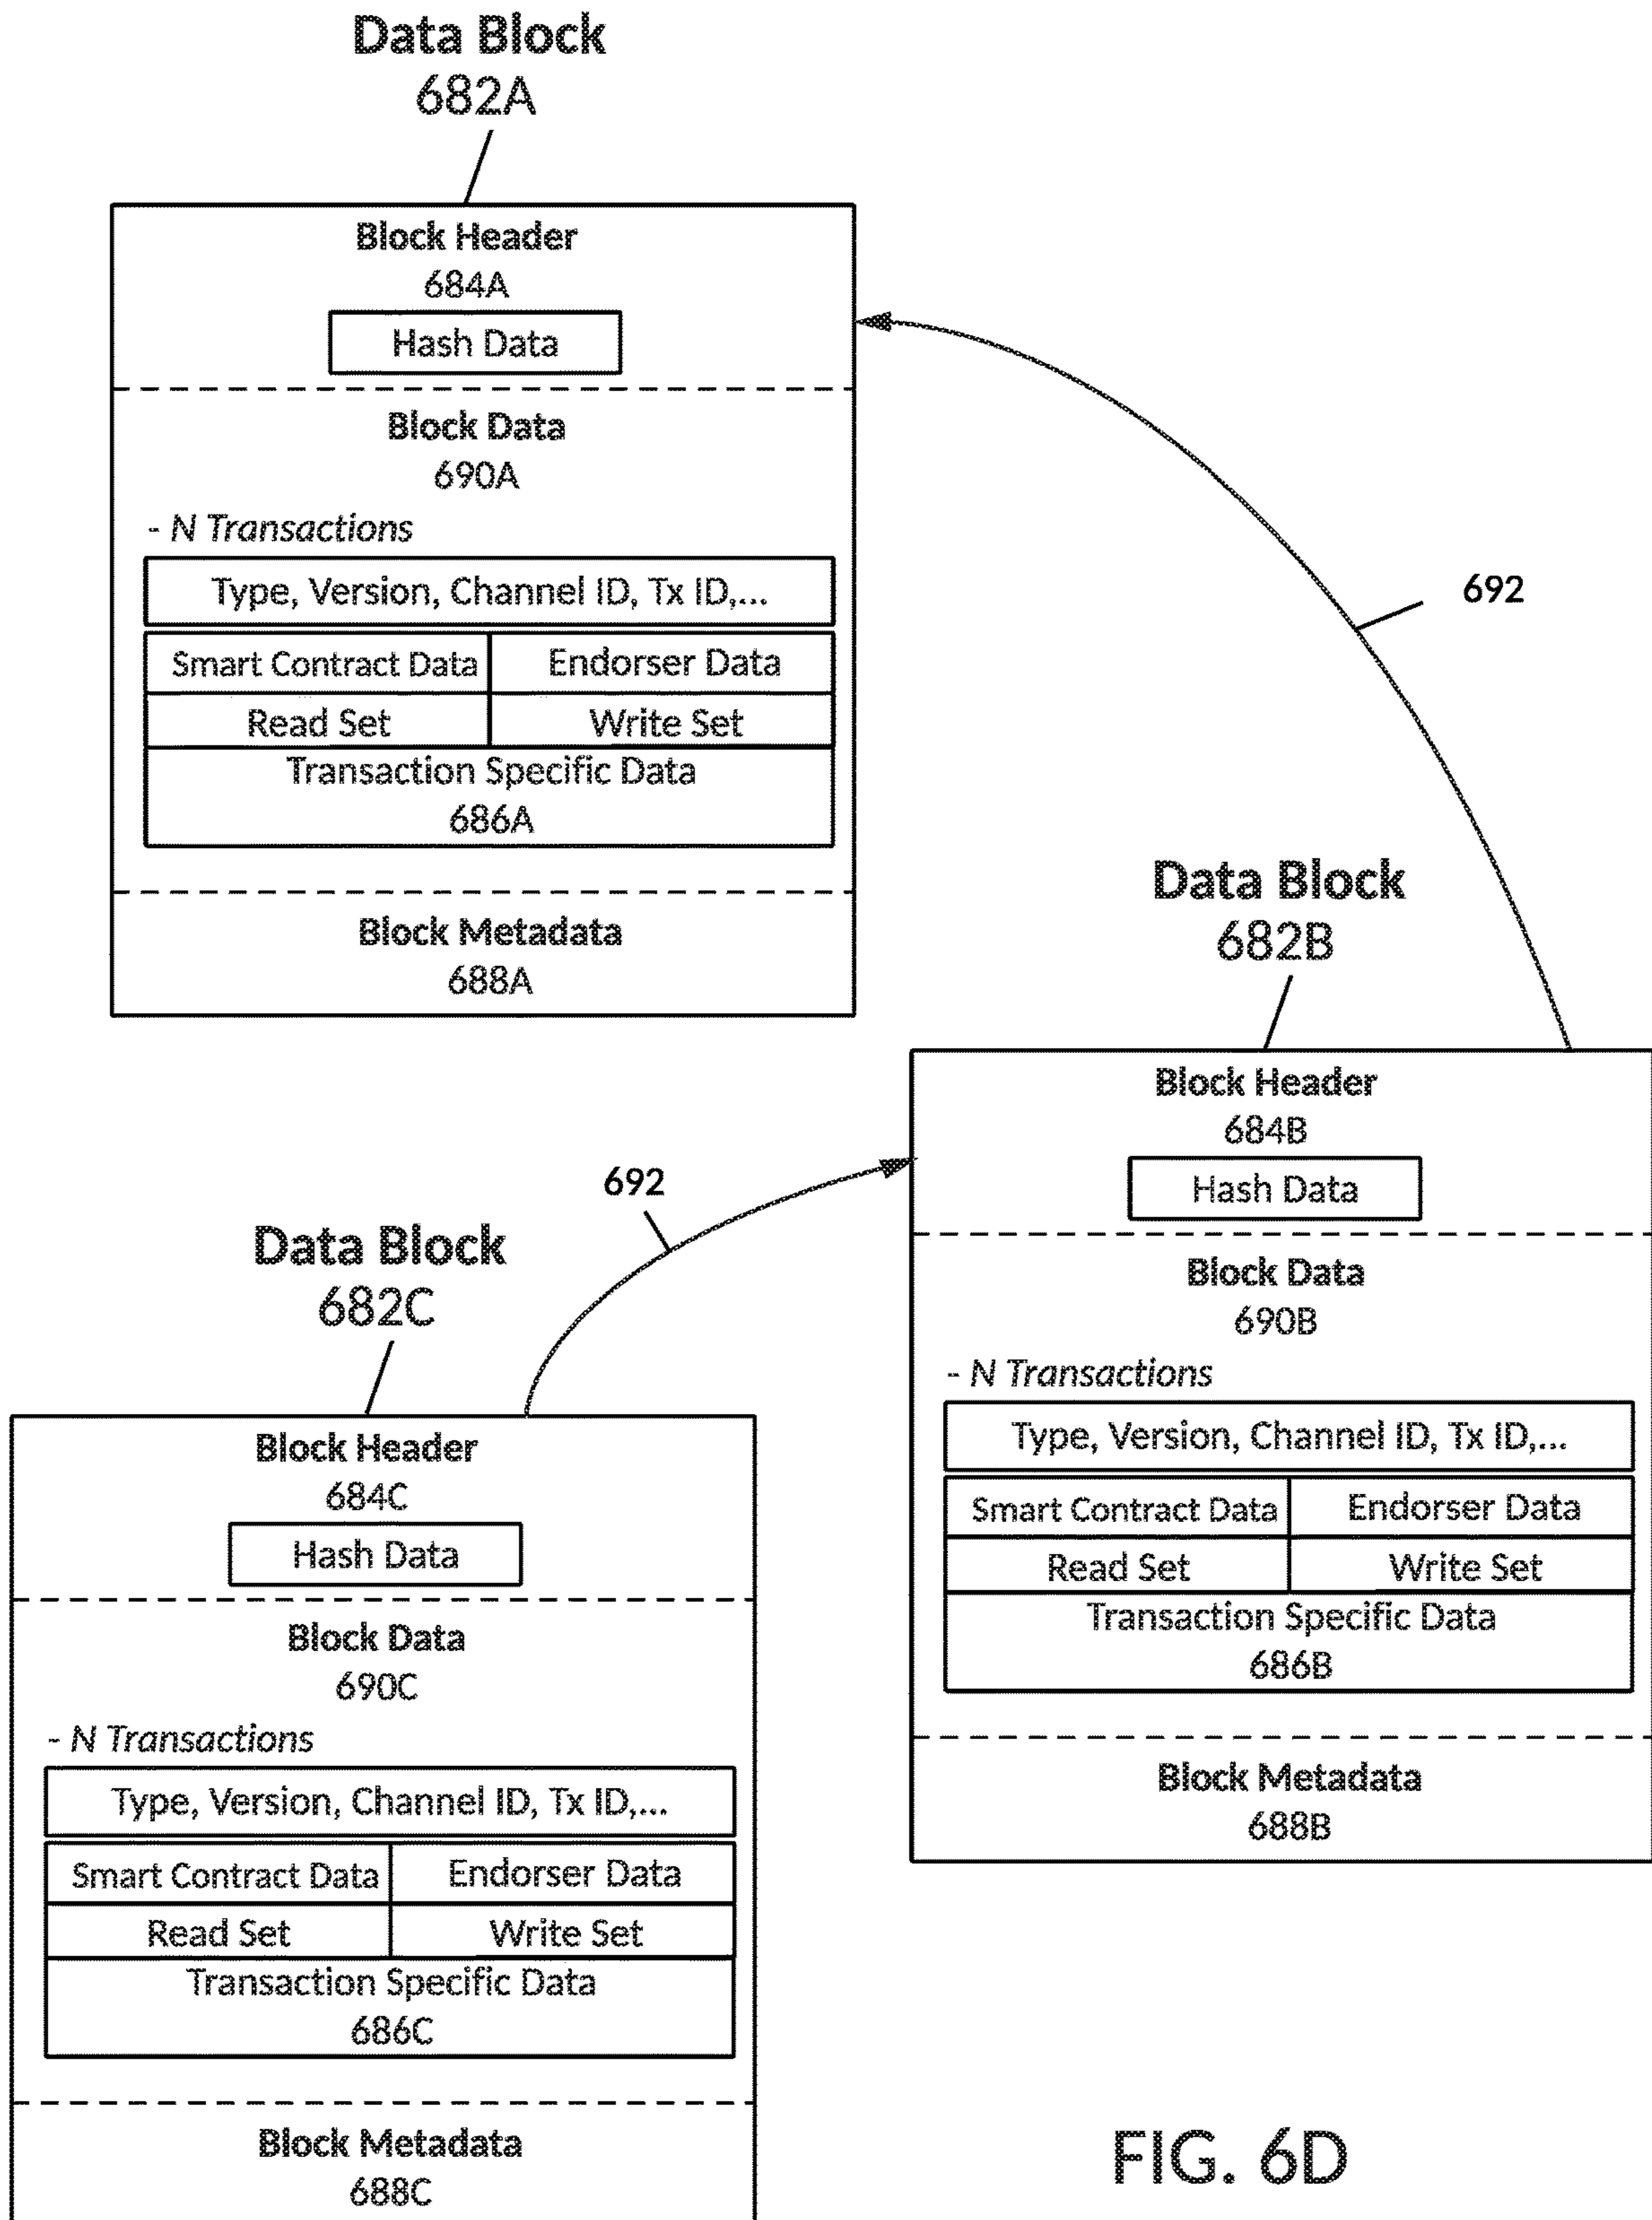 Data Block
682A
Block Header
684A
Hash Data
Block Data
690A
- N Transactions
Type, Version, Channel ID, Tx ID,...
Smart Contract Data
Endorser Data
Read Set
Write Set
Transaction Specific Data
686A
Block Metadata
688A
692
Data Block
682B
Block Header
684B
Hash Data
Block Data
690B
- N Transactions
Type, Version, Channel ID, Tx ID,...
Smart Contract Data
Endorser Data
Read Set
Write Set
Transaction Specific Data
686B
Block Metadata
688B
692
Data Block
682C
Block Header
684C
Hash Data
Block Data
690C
- N Transactions
Type, Version, Channel ID, Tx ID,...
Smart Contract Data
Endorser Data
Read Set
Write Set
Transaction Specific Data
686C
Block Metadata
688C
FIG. 6D